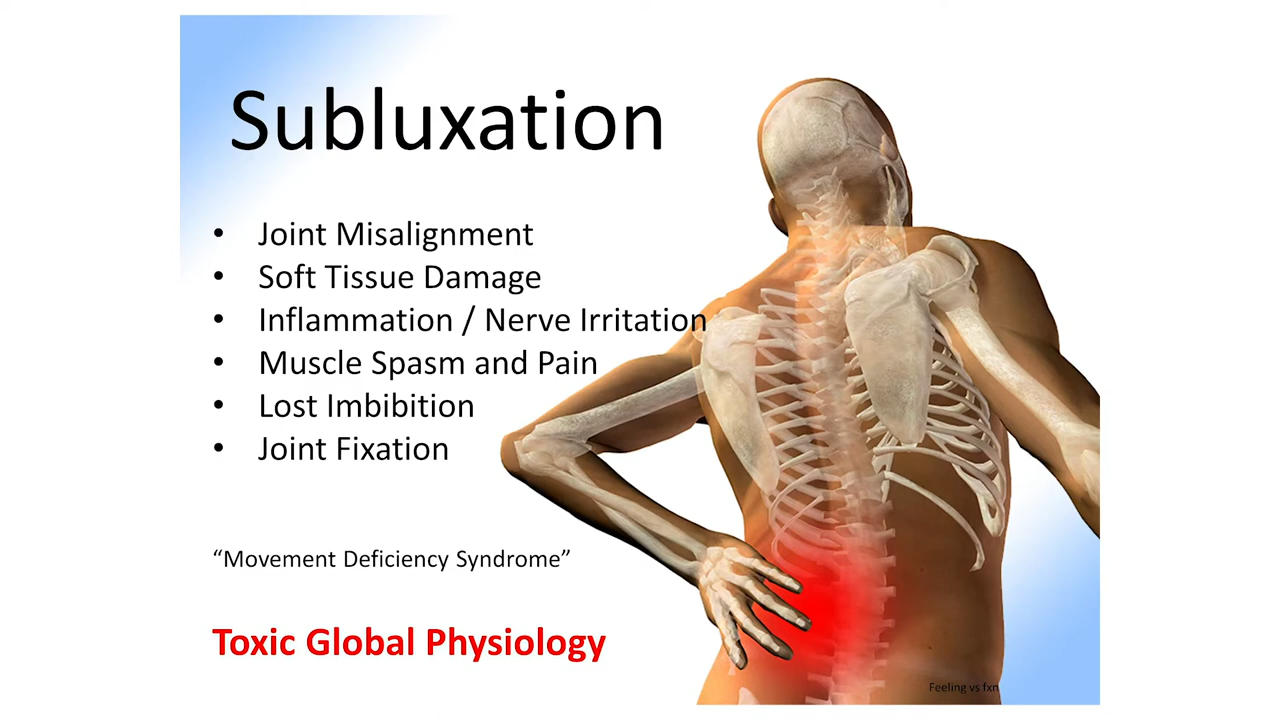 Subluxation
• Joint Misalignment
• Soft Tissue Damage
• Inflammation / Nerve Irritation
• Muscle Spasm and Pain
• Lost Imbibition
• Joint Fixation
“Movement Deficiency Syndrome”
Toxic Global Physiology
Feeling vs fxn